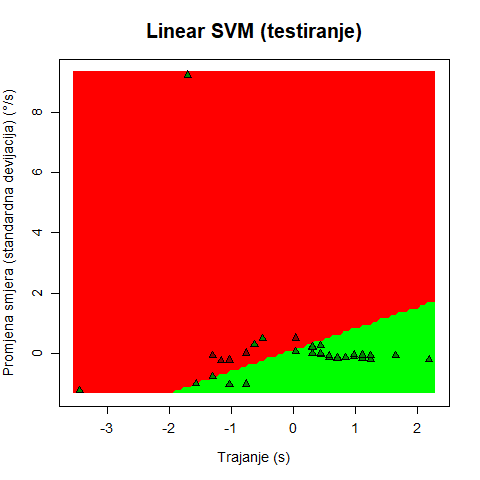 Linear SVM (testiranje)
Promjena smjera (standardna devijacija) (°/s)
8
6
4
2
0
-3 -2 -1 0 1 2
Trajanje (s)